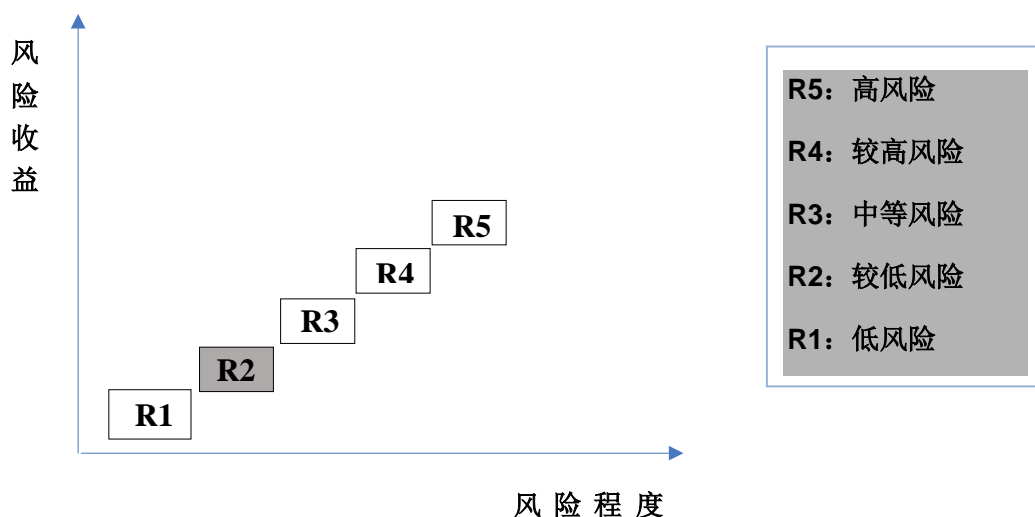 风
险
收
益
R5
R4
R3
R2
R1
风 险 程 度
R5：高风险
R4：较高风险
R3：中等风险
R2：较低风险
R1：低风险